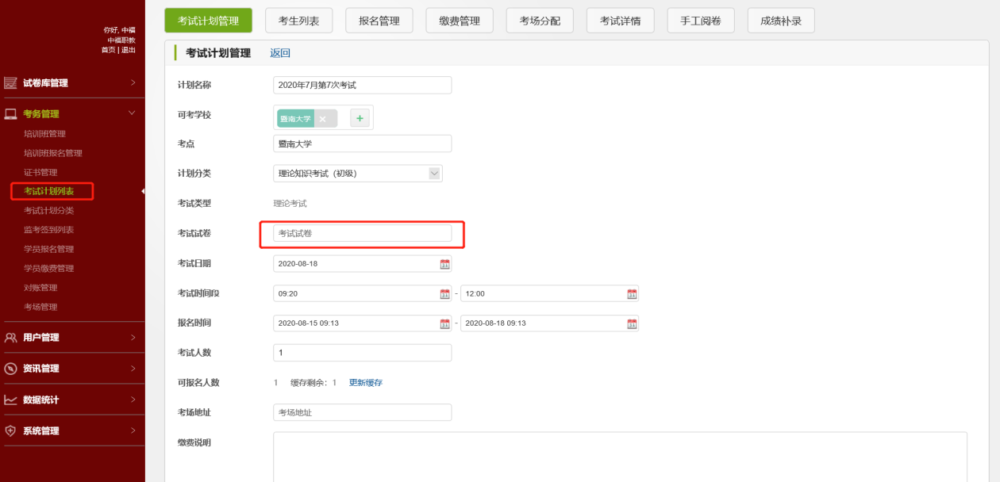 你好, 中福
中福职教
首页 | 退出
试卷库管理
考务管理
培训班管理
培训班报名管理
证书管理
考试计划列表
考试计划分类
监考签到列表
学员报名管理
学员缴费管理
对账管理
考场管理
用户管理
资讯管理
数据统计
系统管理
考试计划管理 考生列表 报名管理 缴费管理 考场分配 考试详情 手工阅卷 成绩补录
考试计划管理 返回
计划名称 2020年7月第7次考试
可考学校 暨南大学 × +
考点 暨南大学
计划分类 理论知识考试（初级）
考试类型 理论考试
考试试卷 考试试卷
考试日期 2020-08-18
考试时间段 09:20 - 12:00
报名时间 2020-08-15 09:13 - 2020-08-18 09:13
考试人数 1
可报名人数 1 缓存剩余：1 更新缓存
考场地址 考场地址
缴费说明